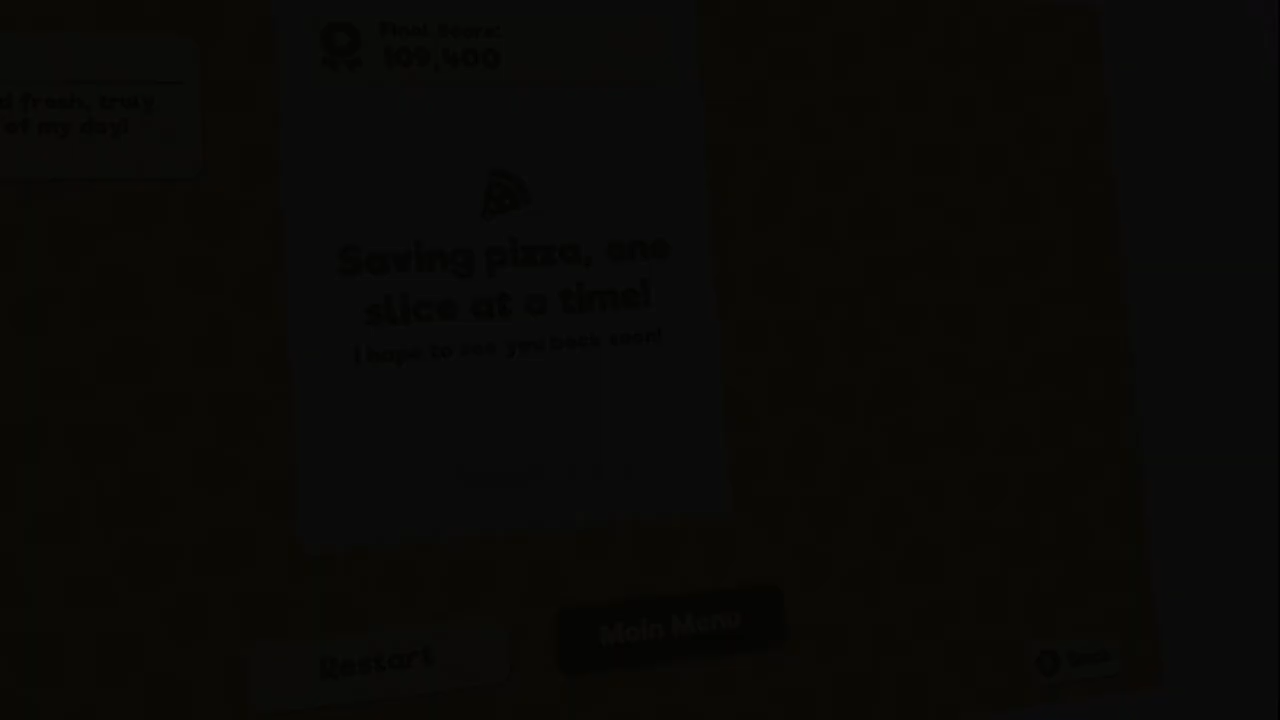 Final Score:
109,400
d fresh, truly
of my day!
Saving pizza, one
slice at a time!
I hope to see you back soon!
Main Menu
Restart
Back